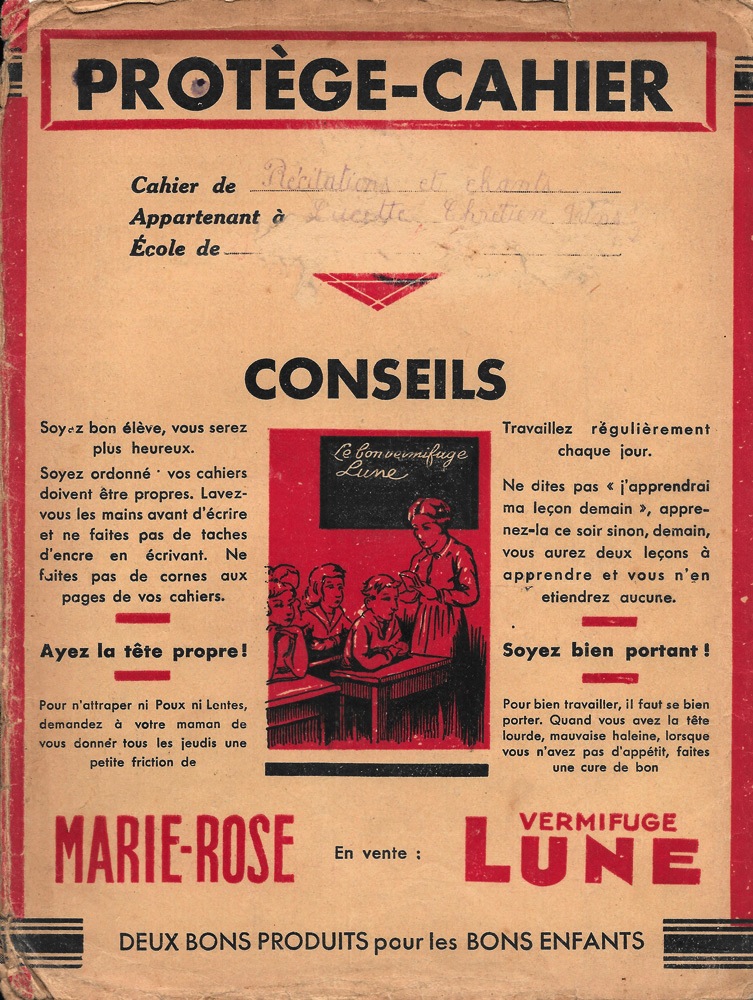 PROTÈGE-CAHIER
Cahier de Récitations et chants
Appartenant à Lucette Chrétien
École de
CONSEILS
Soyez bon élève, vous serez
plus heureux.
Soyez ordonné · vos cahiers
doivent être propres. Lavez-
vous les mains avant d'écrire
et ne faites pas de taches
d'encre en écrivant. Ne
faites pas de cornes aux
pages de vos cahiers.
Ayez la tête propre!
Pour n'attraper ni Poux ni Lentes,
demandez à votre maman de
vous donner tous les jeudis une
petite friction de
MARIE-ROSE
Le bon vermifuge
Lune
Travaillez régulièrement
chaque jour.
Ne dites pas « j'apprendrai
ma leçon demain », appre-
nez-la ce soir sinon, demain,
vous aurez deux leçons à
apprendre et vous n'en
etiendrez aucune.
Soyez bien portant!
Pour bien travailler, il faut se bien
porter. Quand vous avez la tête
lourde, mauvaise haleine, lorsque
vous n'avez pas d'appétit, faites
une cure de bon
En vente :
VERMIFUGE
LUNE
DEUX BONS PRODUITS pour les BONS ENFANTS